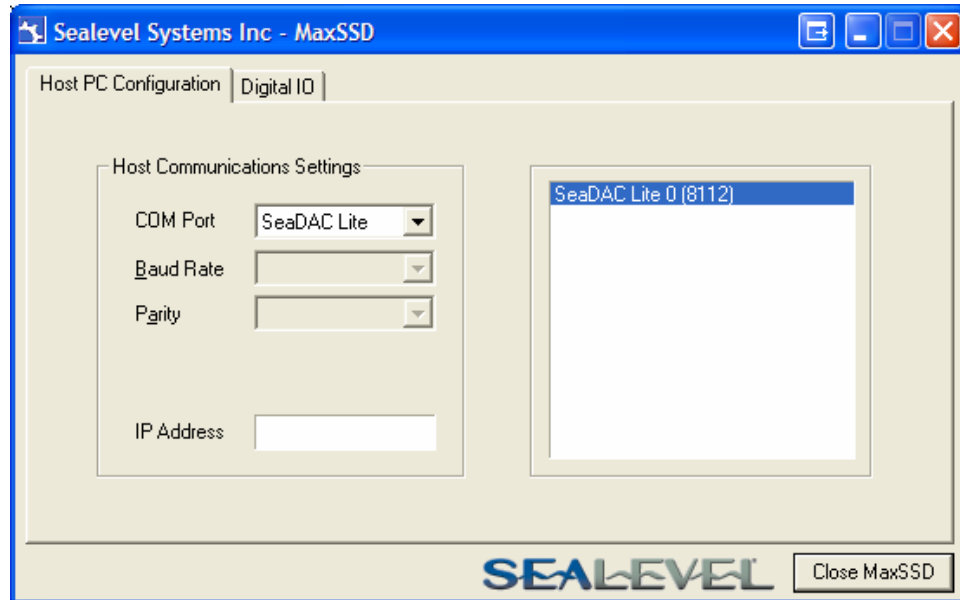 Sealevel Systems Inc - MaxSSD
Host PC Configuration
Digital IO
Host Communications Settings
COM Port
SeaDAC Lite
Baud Rate
Parity
IP Address
SeaDAC Lite 0 (8112)
SEALEVEL
Close MaxSSD